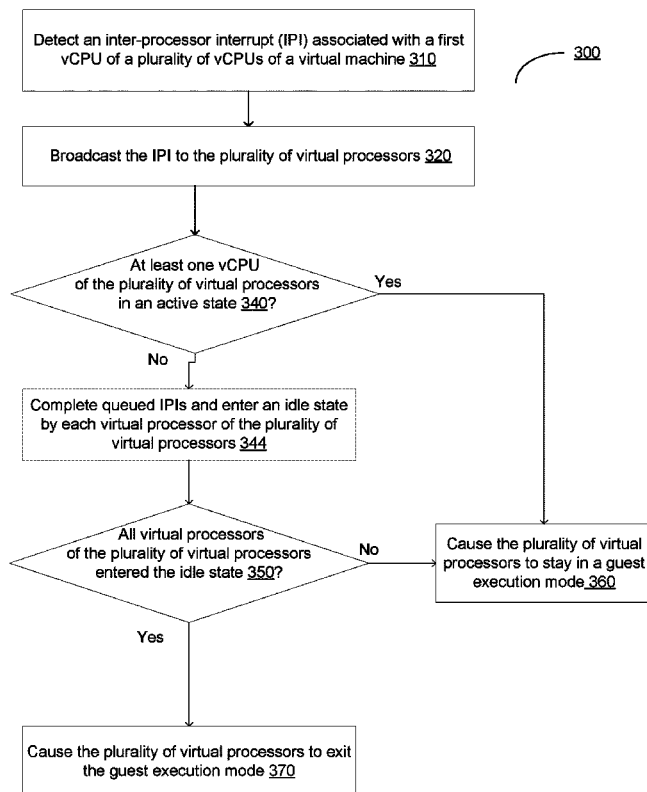 Detect an inter-processor interrupt (IPI) associated with a first
vCPU of a plurality of vCPUs of a virtual machine 310
300
Broadcast the IPI to the plurality of virtual processors 320
At least one vCPU
of the plurality of virtual processors
in an active state 340?
Yes
No
Complete queued IPIs and enter an idle state
by each virtual processor of the plurality of
virtual processors 344
All virtual processors
of the plurality of virtual processors
entered the idle state 350?
No
Cause the plurality of virtual
processors to stay in a guest
execution mode 360
Yes
Cause the plurality of virtual processors to exit
the guest execution mode 370